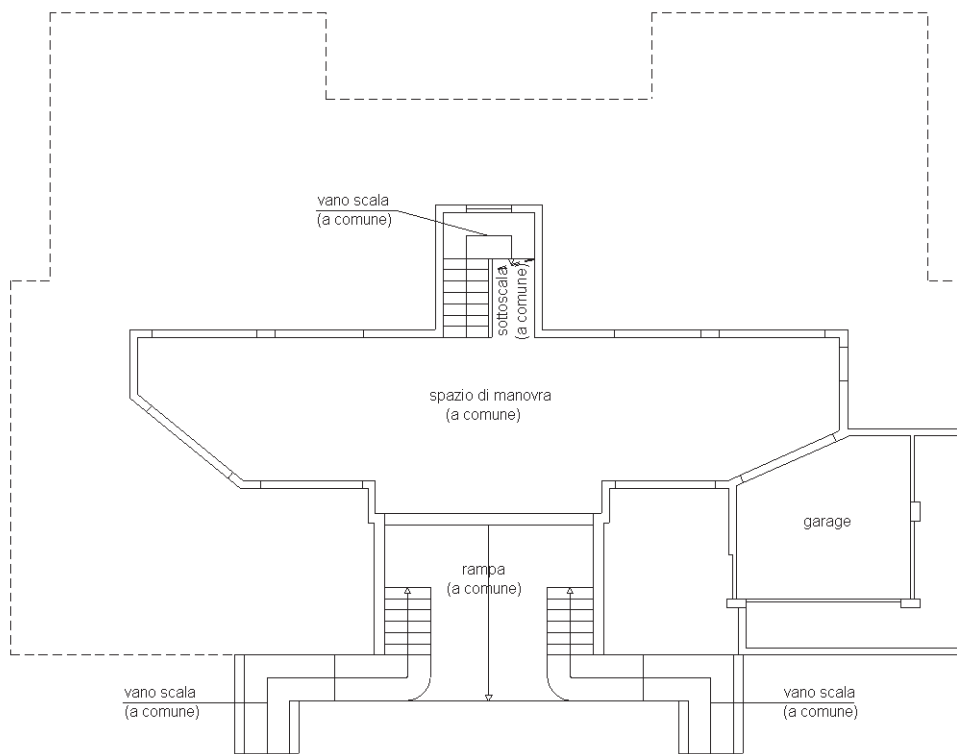 vano scala
(a comune)
sottoscala
(a comune)
spazio di manovra
(a comune)
garage
rampa
(a comune)
vano scala
(a comune)
vano scala
(a comune)